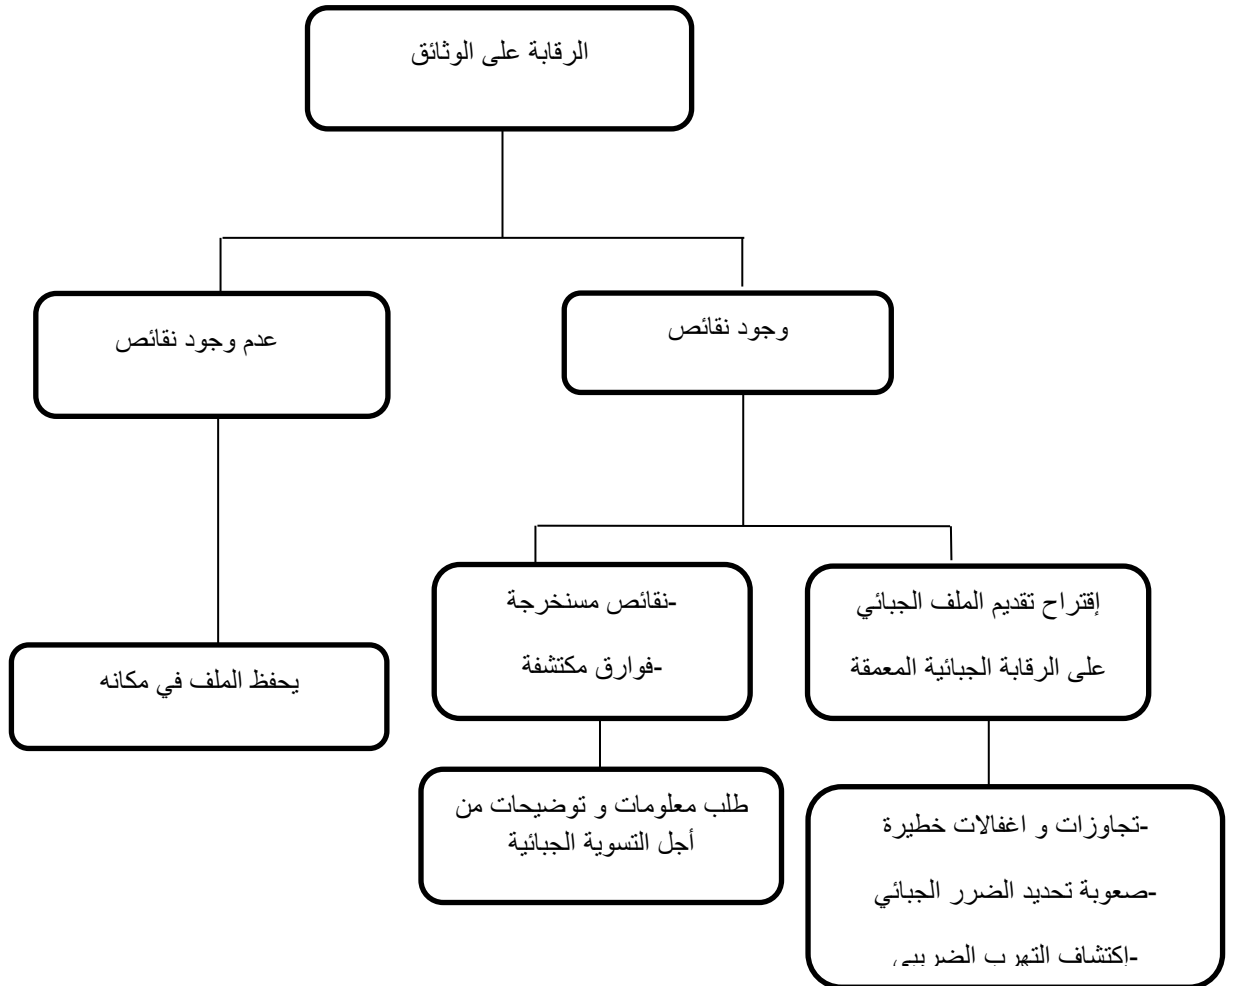 الرقابة على الوثائق
وجود نقائص
عدم وجود نقائص
إقتراح تقديم الملف الجبائي
على الرقابة الجبائية المعمقة
-نقائص مسنخرجة
-فوارق مكتشفة
يحفظ الملف في مكانه
طلب معلومات و توضيحات من
أجل التسوية الجبائية
-تجاوزات و اغفالات خطيرة
-صعوبة تحديد الضرر الجبائي
-إكتشاف التهرب الضريبي